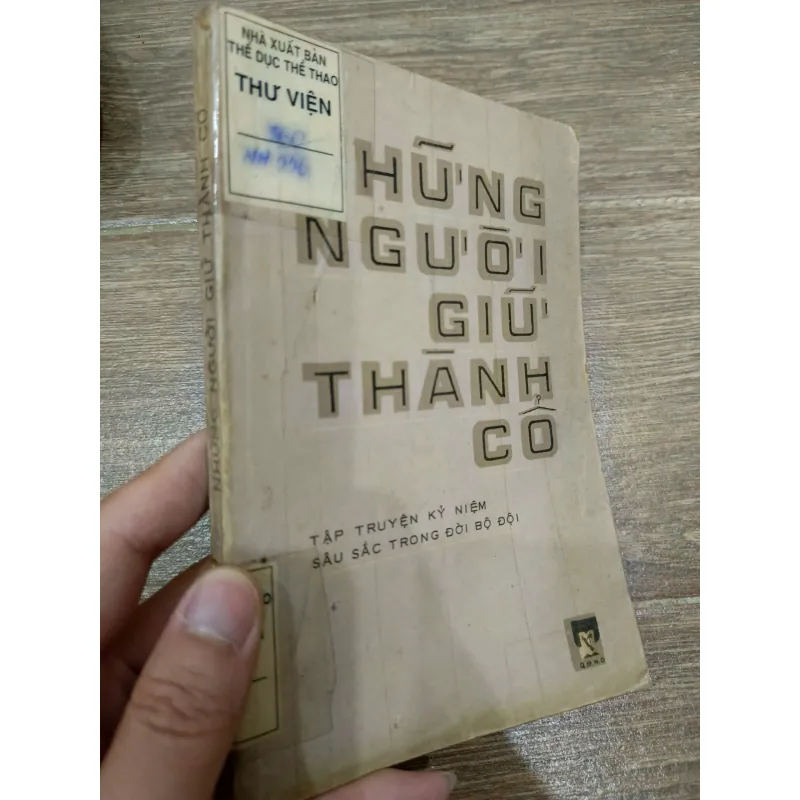 NHÀ XUẤT BẢN
THỂ DỤC THỂ THAO
THƯ VIỆN
HỮNG
NGƯỜI
GIỮ
THÀNH
CỔ
TẬP TRUYỆN KỶ NIỆM
SÂU SẮC TRONG ĐỜI BỘ ĐỘI
Q.Đ.N.D
NHỮNG NGƯỜI GIỮ THÀNH CỔ